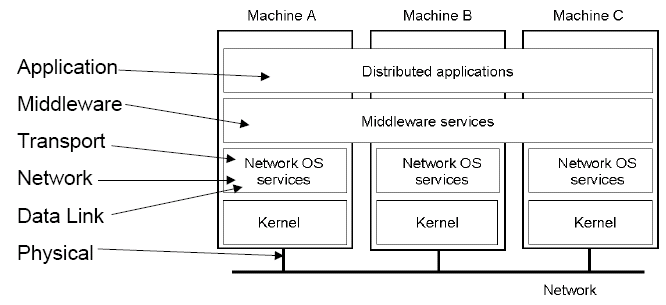 Machine A
Machine B
Machine C
Application
Distributed applications
Middleware
Middleware services
Transport
Network
Data Link
Physical
Network OS
services
Network OS
services
Network OS
services
Kernel
Kernel
Kernel
Network